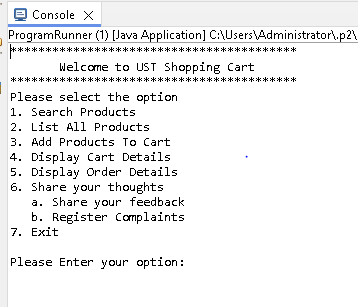 Console
ProgramRunner (1) [Java Application] C:\Users\Administrator\.p2\
*****************************************
Welcome to UST Shopping Cart
*****************************************
Please select the option
1. Search Products
2. List All Products
3. Add Products To Cart
4. Display Cart Details
5. Display Order Details
6. Share your thoughts
a. Share your feedback
b. Register Complaints
7. Exit
Please Enter your option: